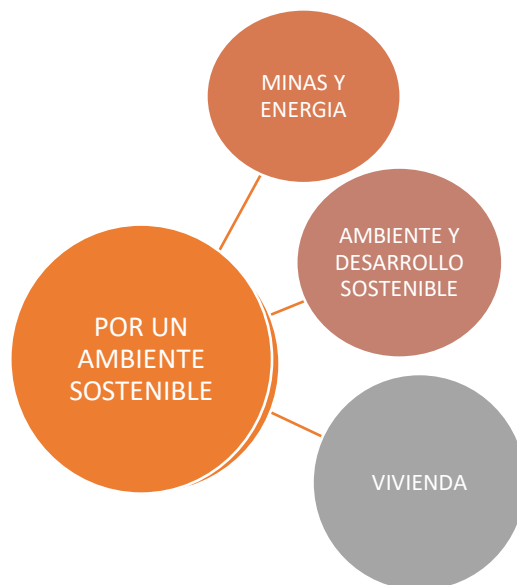 MINAS Y
ENERGIA
AMBIENTE Y
DESARROLLO
SOSTENIBLE
POR UN
AMBIENTE
SOSTENIBLE
VIVIENDA